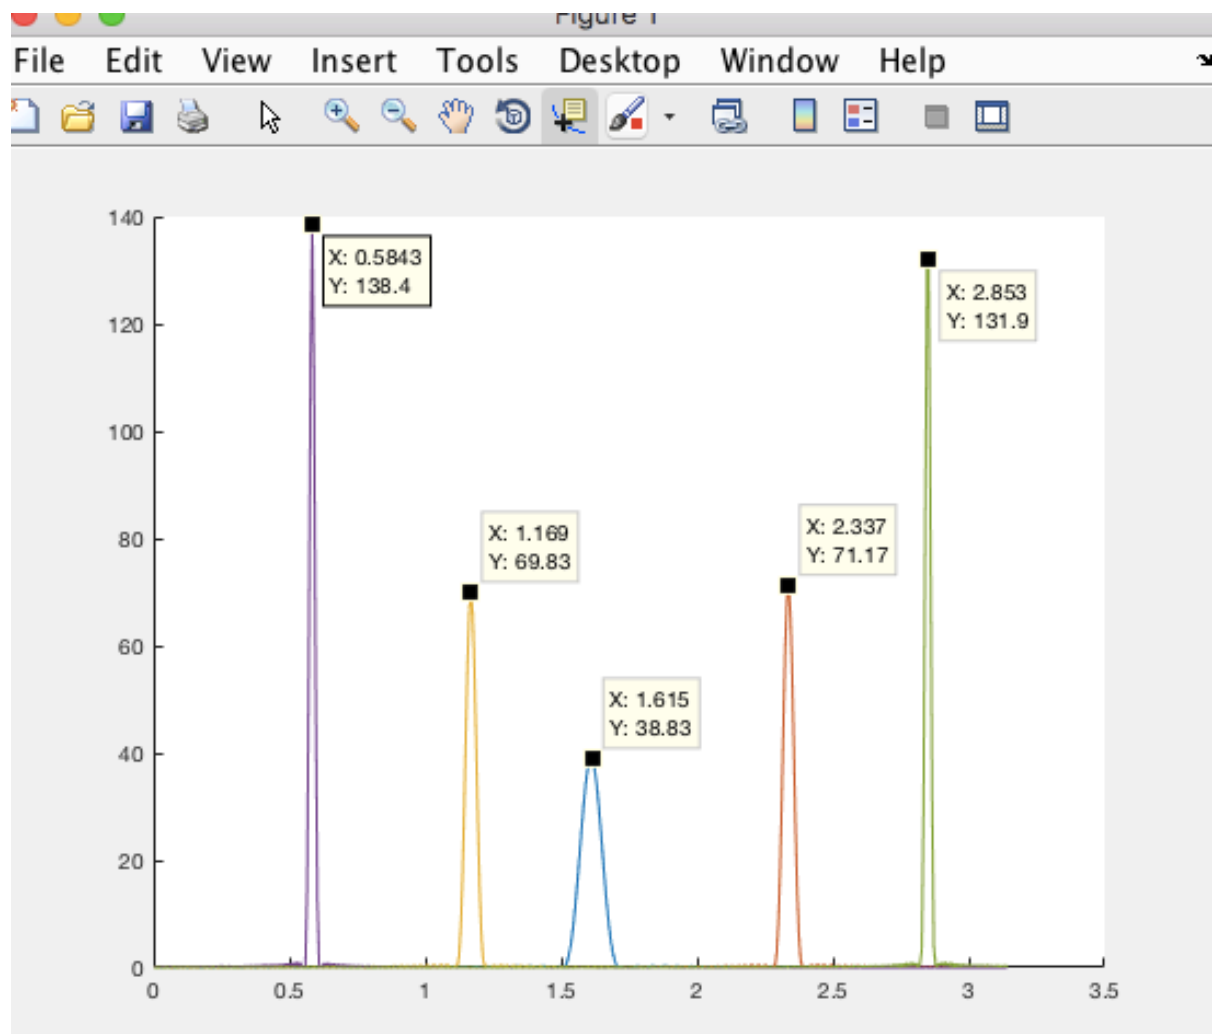 Figure 1
File Edit View Insert Tools Desktop Window Help
140
X: 0.5843
Y: 138.4
X: 2.853
Y: 131.9
120
100
80
X: 1.169
Y: 69.83
X: 2.337
Y: 71.17
60
X: 1.615
Y: 38.83
40
20
0
0 0.5 1 1.5 2 2.5 3 3.5